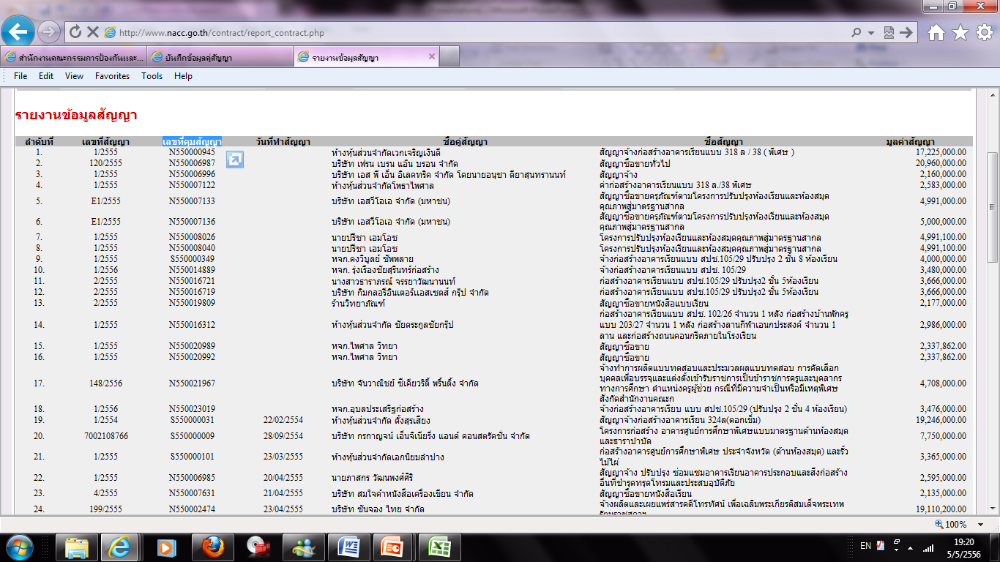 http://www.nacc.go.th/contract/report_contract.php
สำนักงานคณะกรรมการป้องกันและ... บันทึกข้อมูลคู่สัญญา รายงานข้อมูลสัญญา
File Edit View Favorites Tools Help
รายงานข้อมูลสัญญา
ลำดับที่ เลขที่สัญญา เลขที่คุมสัญญา วันที่ทำสัญญา ชื่อคู่สัญญา ชื่อสัญญา มูลค่าสัญญา
1. 1/2555 N550000945 ห้างหุ้นส่วนจำกัดเวกเจริญเงินดี สัญญาจ้างก่อสร้างอาคารเรียนแบบ 318 ล / 38 ( พิเศษ ) 17,225,000.00
2. 120/2555 N550006987 บริษัท เฟรน เบรน แอ้น บรอน จำกัด สัญญาซื้อขายทั่วไป 20,960,000.00
3. 1/2555 N550006996 บริษัท เอส พี เอ็น อิเลคทริค จำกัด โดยนายอนุชา ตียาสุนทรานนท์ สัญญาจ้าง 2,160,000.00
4. 1/2555 N550007122 ห้างหุ้นส่วนจำกัดโพธาไพศาล ค่าก่อสร้างอาคารเรียนแบบ 318 ล./38 พิเศษ 2,583,000.00
5. E1/2555 N550007133 บริษัท เอสวีโอเอ จำกัด (มหาชน) สัญญาซื้อขายครุภัณฑ์ตามโครงการปรับปรุงห้องเรียนและห้องสมุด
คุณภาพสู่มาตรฐานสากล 4,991,000.00
6. E1/2555 N550007136 บริษัท เอสวีโอเอ จำกัด (มหาชน) สัญญาซื้อขายครุภัณฑ์ตามโครงการปรับปรุงห้องเรียนและห้องสมุด
คุณภาพสู่มาตรฐานสากล 5,000,000.00
7. 1/2555 N550008026 นายปรีชา เอมโอช โครงการปรับปรุงห้องเรียนและห้องสมุดคุณภาพสู่มาตรฐานสากล 4,991,100.00
8. 1/2555 N550008040 นายปรีชา เอมโอช โครงการปรับปรุงห้องเรียนและห้องสมุดคุณภาพสู่มาตรฐานสากล 4,991,100.00
9. 1/2555 S550000349 หจก.คงวิบูลย์ ซัพพลาย จ้างก่อสร้างอาคารเรียนแบบ สปช.105/29 ปรับปรุง 2 ชั้น 8 ห้องเรียน 4,000,000.00
10. 1/2556 N550014889 หจก. รุ่งเรืองชัยสุรินทร์ก่อสร้าง จ้างก่อสร้างอาคารเรียนแบบ สปช. 105/29 3,480,000.00
11. 2/2555 N550016721 นางสาวธาราภรณ์ จรรยาวัฒนานนท์ ก่อสร้างอาคารเรียนแบบ สปช.105/29 ปรับปรุง2 ชั้น 5ห้องเรียน 3,666,000.00
12. 2/2555 N550016719 บริษัท กิมกลอรีอินเตอร์แอสเซตส์ กรุ๊ป จำกัด ก่อสร้างอาคารเรียนแบบ สปช.105/29 ปรับปรุง2 ชั้น 5ห้องเรียน 3,666,000.00
13. 2/2555 N550019809 ร้านวิทยาภัณฑ์ สัญญาซื้อขายหนังสือแบบเรียน 2,177,000.00
14. 1/2555 N550016312 ห้างหุ้นส่วนจำกัด ชัยตระกูลชัยกรุ๊ป ก่อสร้างอาคารเรียนแบบ สปช. 102/26 จำนวน 1 หลัง ก่อสร้างบ้านพักครู
แบบ 203/27 จำนวน 1 หลัง ก่อสร้างลานกีฬาเอนกประสงค์ จำนวน 1
ลาน และก่อสร้างถนนคอนกรีตภายในโรงเรียน 2,986,000.00
15. 1/2555 N550020989 หจก.ไพศาล วิทยา สัญญาซื้อขาย 2,337,862.00
16. 1/2555 N550020992 หจก.ไพศาล วิทยา สัญญาซื้อขาย 2,337,862.00
17. 148/2556 N550021967 บริษัท จันวาณิชย์ ซีเคียวริตี้ พริ้นติ้ง จำกัด จ้างทำการผลิตแบบทดสอบและประมวลผลแบบทดสอบ การคัดเลือก
บุคคลเพื่อบรรจุและแต่งตั้งเข้ารับราชการเป็นข้าราชการครูและบุคลากร
ทางการศึกษา ตำแหน่งครูผู้ช่วย กรณีที่มีความจำเป็นหรือมีเหตุพิเศษ
สังกัดสำนักงานคณะก 4,708,000.00
18. 1/2556 N550023019 หจก.อุบลประเสริฐก่อสร้าง จ้างก่อสร้างอาคารเรียบ แบบ สปช.105/29 (ปรับปรุง 2 ชั้น 4 ห้องเรียน) 3,476,000.00
19. 1/2554 S550000031 22/02/2554 ห้างหุ้นส่วนจำกัด ตั้งสุรเสียง สัญญาจ้างก่อสร้างอาคารเรียน 324ล(ตอกเข็ม) 19,246,000.00
20. 7002108766 S550000009 28/09/2554 บริษัท กรกาญจน์ เอ็นจิเนียริ่ง แอนด์ คอนสตรัคชั่น จำกัด โครงการก่อสร้าง อาคารศูนย์การศึกษาพิเศษแบบมาตรฐานด้านห้องสมุด
และธาราบำบัด 7,750,000.00
21. 1/2555 S550000101 23/03/2555 ห้างหุ้นส่วนจำกัดเอกนิยมลำปาง ก่อสร้างอาคารศูนย์การศึกษาพิเศษ ประจำจังหวัด (ด้านห้องสมุด) และรั้ว
ไม้ไผ่ 3,365,000.00
22. 1/2555 N550006985 20/04/2555 นายภาสกร วัฒนพงศ์ศิริ สัญญาจ้าง ปรับปรุง ซ่อมแซมอาคารเรียนอาคารประกอบและสิ่งก่อสร้าง
อื่นที่ชำรุดทรุดโทรมและประสบอุบัติภัย 2,595,000.00
23. 4/2555 N550007631 21/04/2555 บริษัท สมใจค้าหนังสือเครื่องเขียน จำกัด สัญญาซื้อขายหนังสือเรียน 2,135,000.00
24. 199/2555 N550002474 23/04/2555 บริษัท ซันจอง ไทย จำกัด จ้างผลิตและเผยแพร่สารคดีโทรทัศน์ เพื่อเฉลิมพระเกียรติสมเด็จพระเทพ 19,110,200.00
100%
EN 19:20
5/5/2556